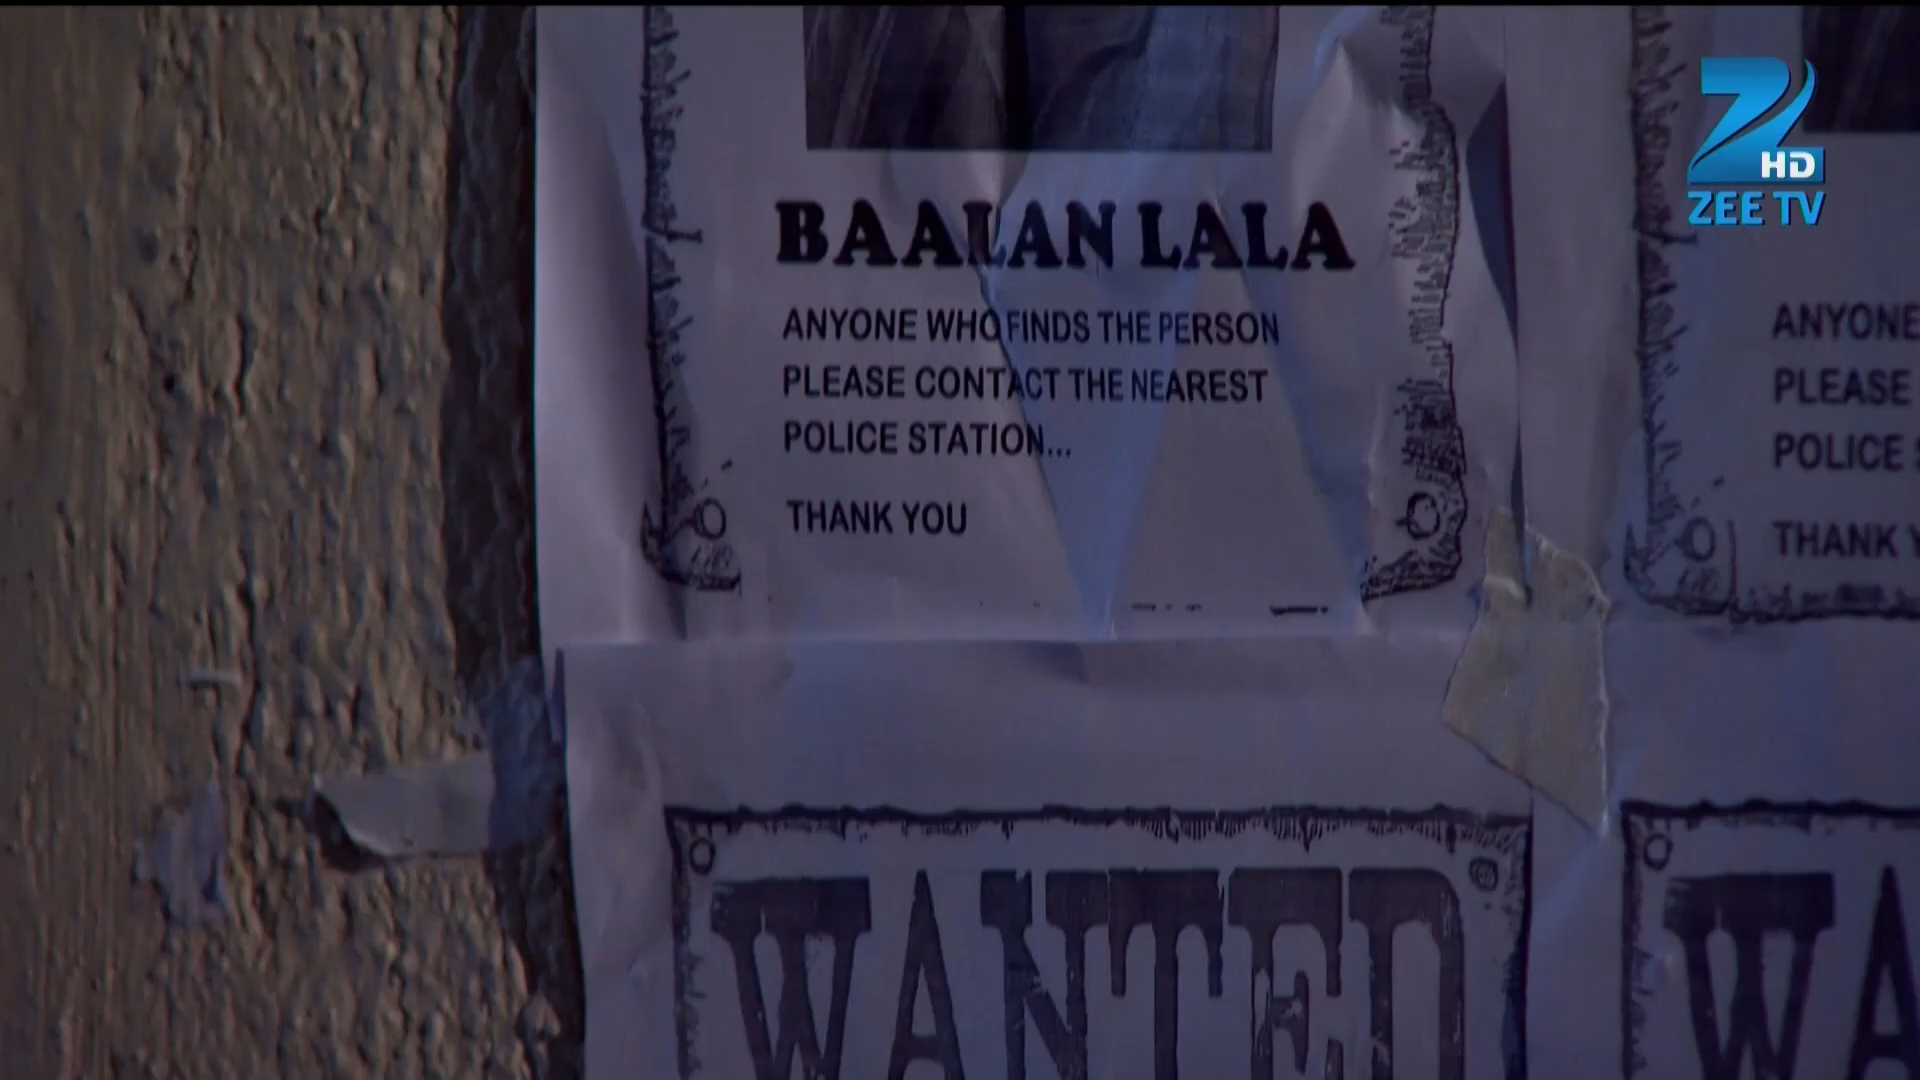 BAALAN LALA
ANYONE WHO FINDS THE PERSON
PLEASE CONTACT THE NEAREST
POLICE STATION...
THANK YOU
WANTED
ANYONE
PLEASE
POLICE
THANK
HD
ZEE TV